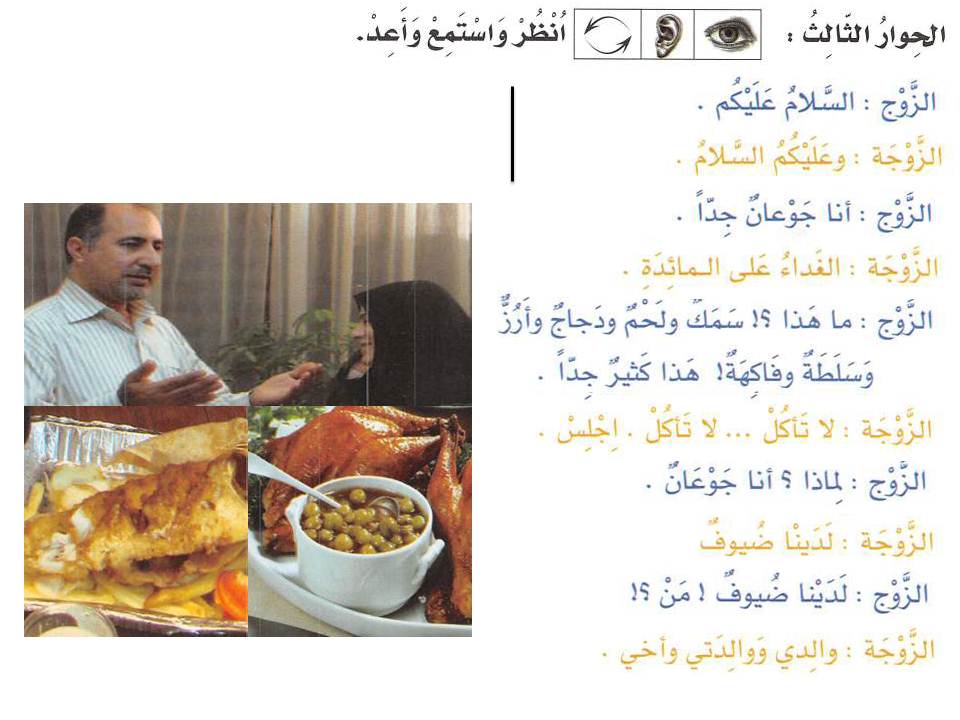 الحِوارُ الثّالِثُ : اُنْظُرْ وَاسْتَمِعْ وَأَعِدْ.
الزَّوْج : السَّلامُ عَلَيْكُم .
الزَّوْجَة : وعَلَيْكُمُ السَّلامُ .
الزَّوْج : أنا جَوْعانٌ جِدّاً .
الزَّوْجَة : الغَداءُ عَلى المائِدَةِ .
الزَّوْج : ما هَذا ؟! سَمَكٌ ولَحْمٌ ودَجاجٌ وأَرُزٌّ
وَسَلَطَةٌ وفَاكِهَةٌ! هَذا كَثيرٌ جِدّاً .
الزَّوْجَة : لا تَأكُلْ ... لا تَأكُلْ . اِجْلِسْ .
الزَّوْج : لِماذا ؟ أنا جَوْعَانٌ .
الزَّوْجَة : لَدَينْا ضُيوفٌ
الزَّوْج : لَدَيْنا ضُيوفٌ ! مَنْ ؟!
الزَّوْجَة : والِدي وَوالِدَتي وأخي .